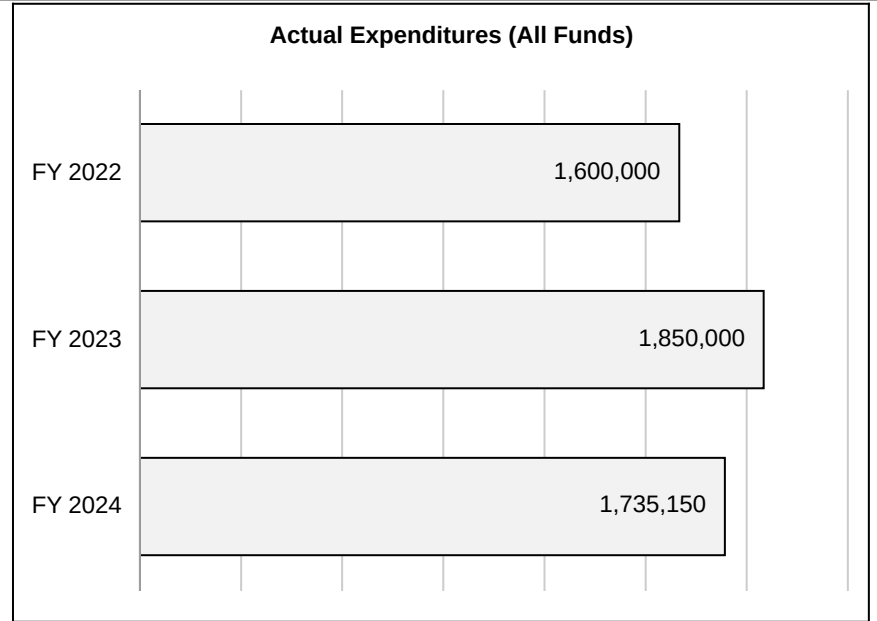 Actual Expenditures (All Funds)
FY 2022 1,600,000
FY 2023 1,850,000
FY 2024 1,735,150